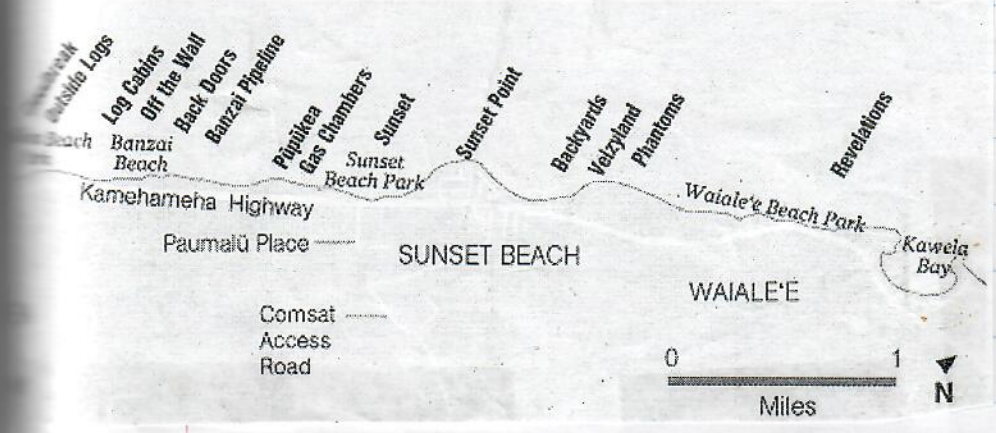 Outside Logs
Log Cabins
Off the Wall
Back Doors
Banzai Pipeline
Pūpūkea
Gas Chambers
Sunset
Sunset Point
Backyards
Velzyland
Phantoms
Revelations
Beach
Banzai
Beach
Sunset
Beach Park
Waiale‘e Beach Park
Kamehameha Highway
Paumalū Place
SUNSET BEACH
Kawela
Bay
WAIALE‘E
Comsat
Access
Road
0
1
Miles
N